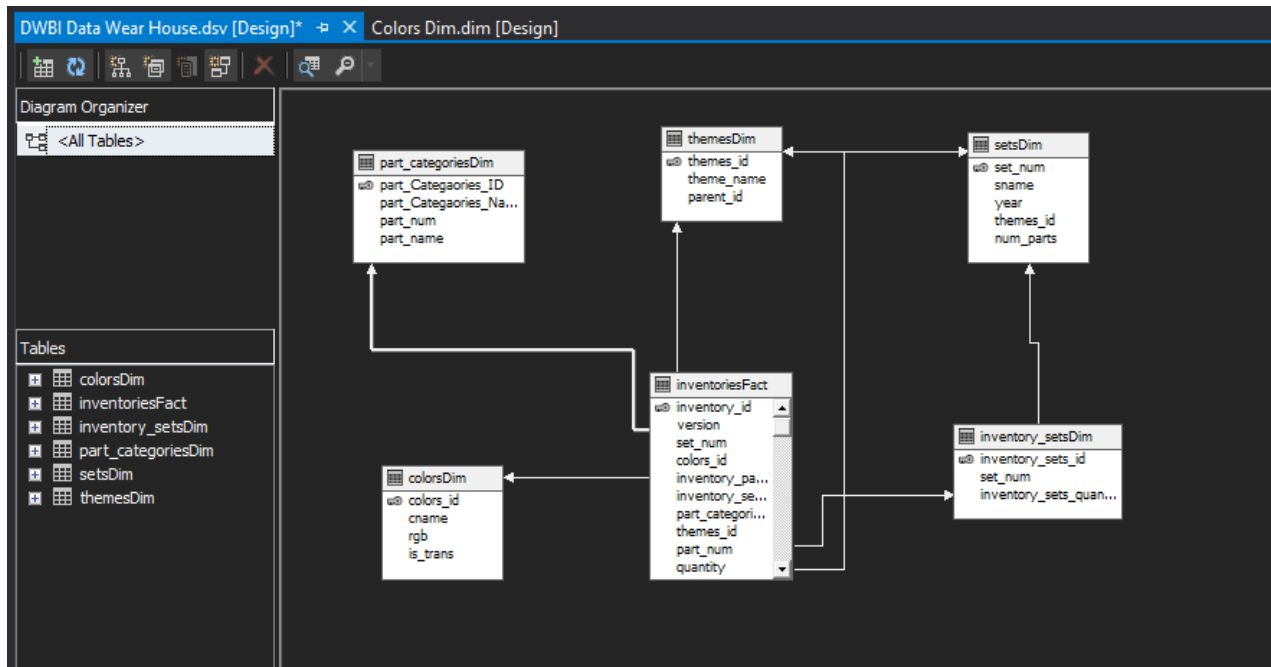 DWBI Data Wear House.dsv [Design]*
Colors Dim.dim [Design]
Diagram Organizer
<All Tables>
Tables
colorsDim
inventoriesFact
inventory_setsDim
part_categoriesDim
setsDim
themesDim
part_categoriesDim
part_Categaories_ID
part_Categaories_Na...
part_num
part_name
themesDim
themes_id
theme_name
parent_id
setsDim
set_num
sname
year
themes_id
num_parts
inventoriesFact
inventory_id
version
set_num
colors_id
inventory_pa...
inventory_se...
part_categori...
themes_id
part_num
quantity
colorsDim
colors_id
cname
rgb
is_trans
inventory_setsDim
inventory_sets_id
set_num
inventory_sets_quan...